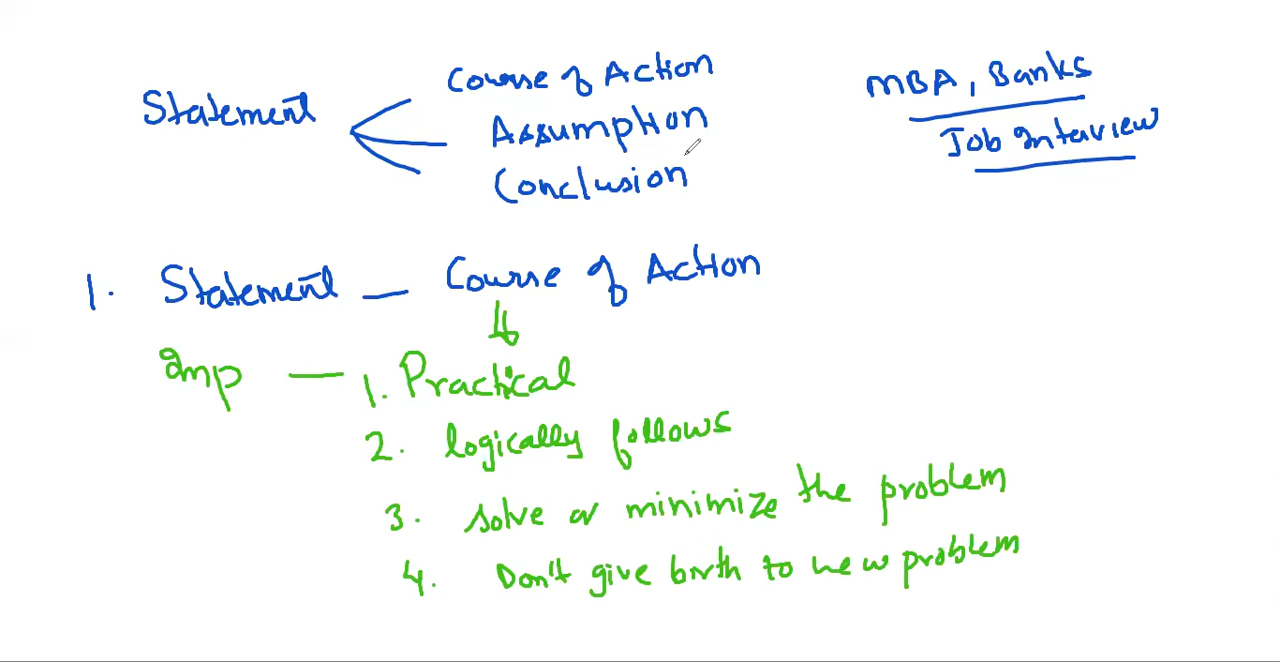 Statement
Course of Action
Assumption
Conclusion
MBA, Banks
Job Interview
1. Statement - Course of Action
Imp - 1. Practical
2. logically follows
3. solve or minimize the problem
4. Don't give birth to new problem